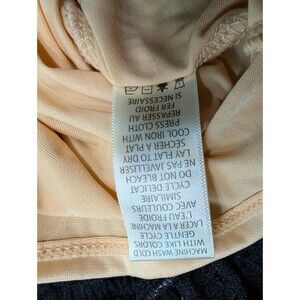 MACHINE WASH COLD
WITH LIKE COLORS
GENTLE CYCLE
LACER A LA MACHINE
L'EAU FROIDE
AVEC COULEURS
SIMILAIRE
CYCLE DELICAT
DO NOT BLEACH
NE PAS JAVELLISER
LAY FLAT TO DRY
SÉCHER À PLAT
COOL IRON WITH
PRESS CLOTH
REPASSER AU
FER FROID
SI NECESSAIRE